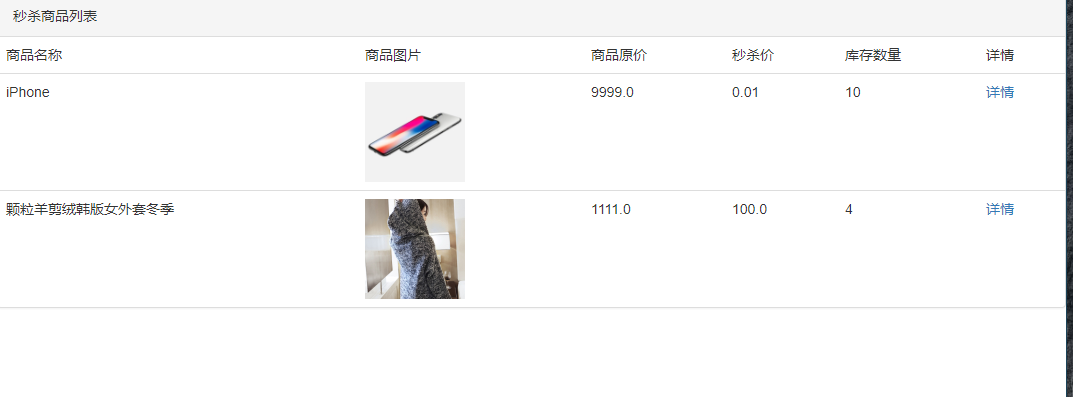 秒杀商品列表
商品名称 商品图片 商品原价 秒杀价 库存数量 详情
iPhone 9999.0 0.01 10 详情
颗粒羊剪绒韩版女外套冬季 1111.0 100.0 4 详情